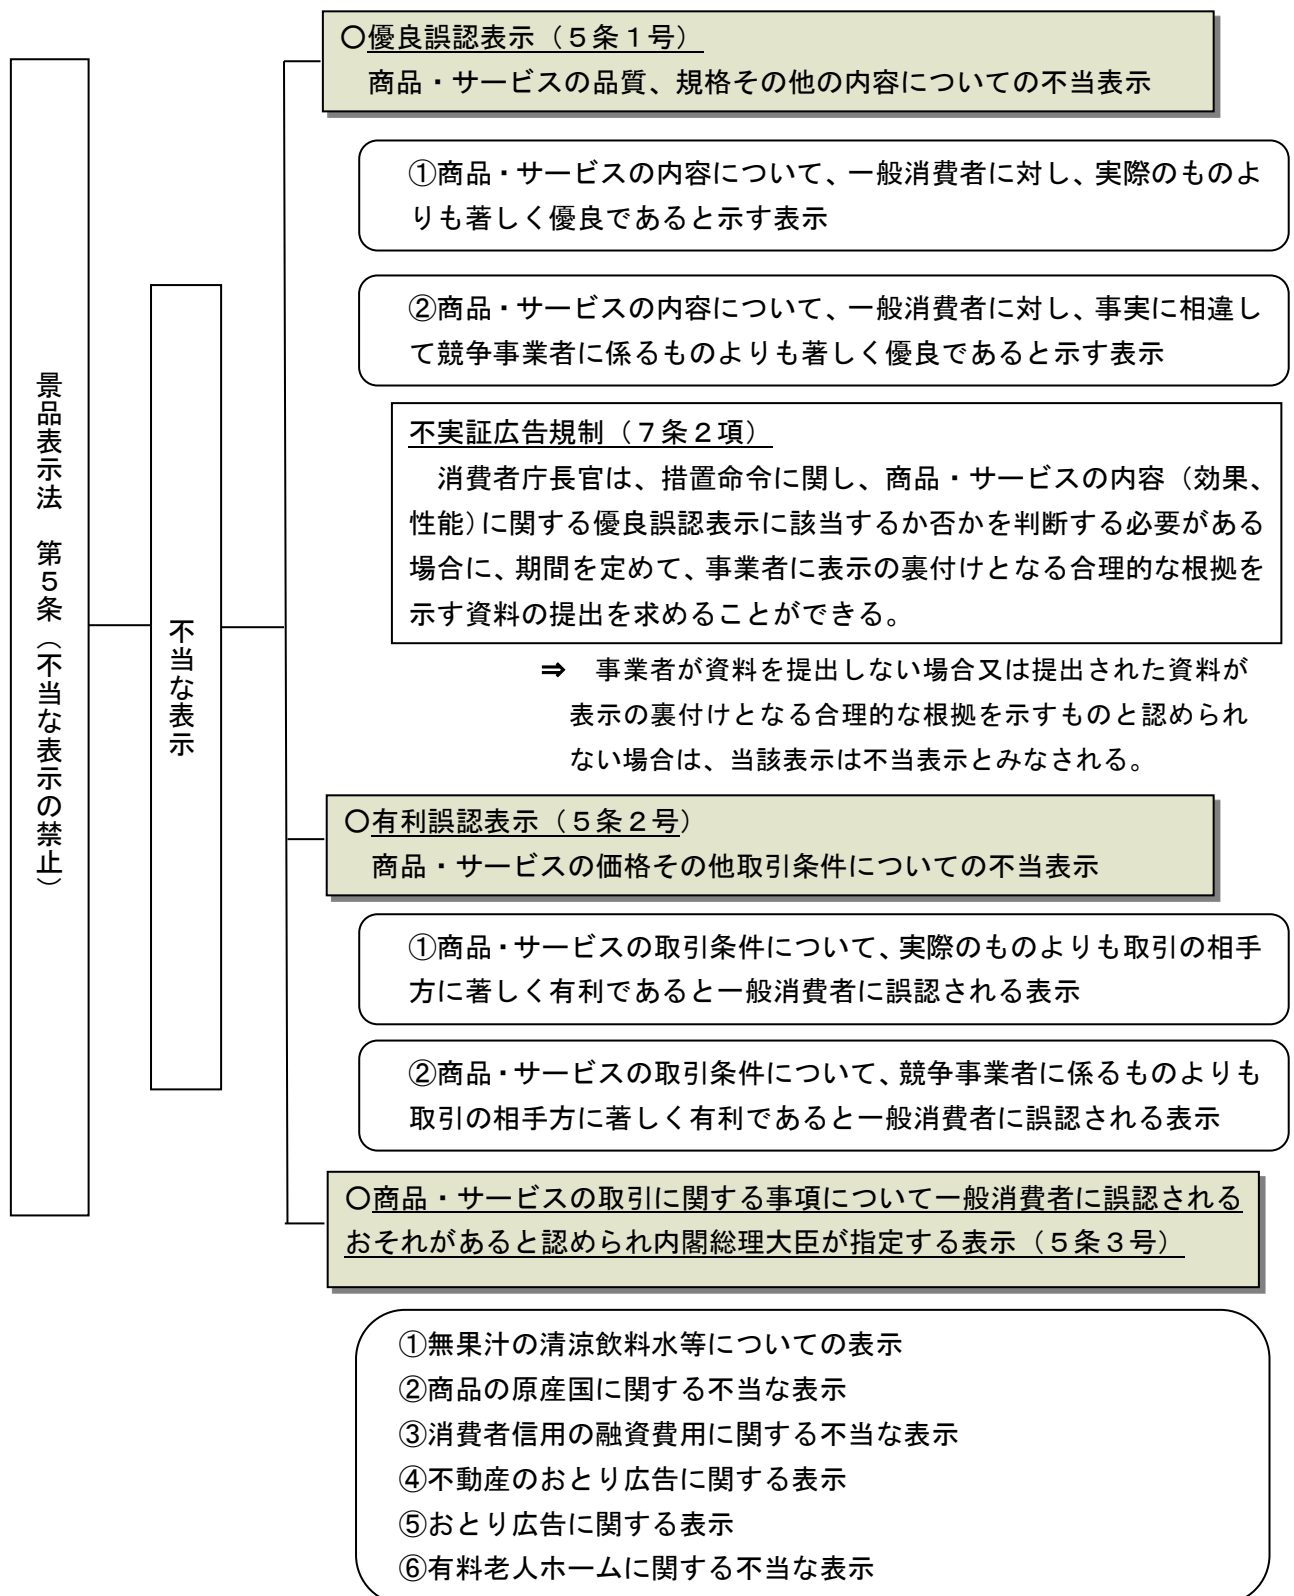 景品表示法　第５条（不当な表示の禁止）
不当な表示
〇優良誤認表示（５条１号）
商品・サービスの品質、規格その他の内容についての不当表示
①商品・サービスの内容について、一般消費者に対し、実際のものよ
りも著しく優良であると示す表示
②商品・サービスの内容について、一般消費者に対し、事実に相違し
て競争事業者に係るものよりも著しく優良であると示す表示
不実証広告規制（７条２項）
消費者庁長官は、措置命令に関し、商品・サービスの内容（効果、
性能）に関する優良誤認表示に該当するか否かを判断する必要がある
場合に、期間を定めて、事業者に表示の裏付けとなる合理的な根拠を
示す資料の提出を求めることができる。
⇒　事業者が資料を提出しない場合又は提出された資料が
表示の裏付けとなる合理的な根拠を示すものと認められ
ない場合は、当該表示は不当表示とみなされる。
〇有利誤認表示（５条２号）
商品・サービスの価格その他取引条件についての不当表示
①商品・サービスの取引条件について、実際のものよりも取引の相手
方に著しく有利であると一般消費者に誤認される表示
②商品・サービスの取引条件について、競争事業者に係るものよりも
取引の相手方に著しく有利であると一般消費者に誤認される表示
〇商品・サービスの取引に関する事項について一般消費者に誤認される
おそれがあると認められ内閣総理大臣が指定する表示（５条３号）
①無果汁の清涼飲料水等についての表示
②商品の原産国に関する不当な表示
③消費者信用の融資費用に関する不当な表示
④不動産のおとり広告に関する表示
⑤おとり広告に関する表示
⑥有料老人ホームに関する不当な表示